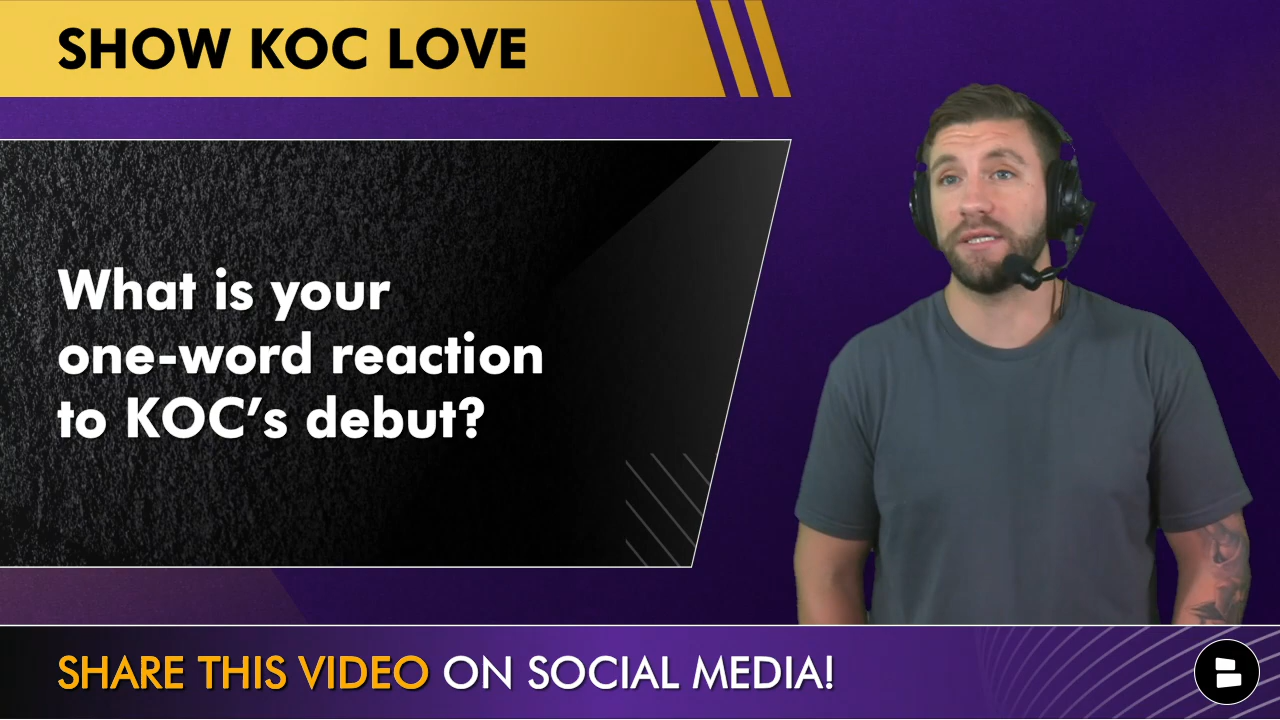 SHOW KOC LOVE
What is your
one-word reaction
to KOC’s debut?
SHARE THIS VIDEO ON SOCIAL MEDIA!